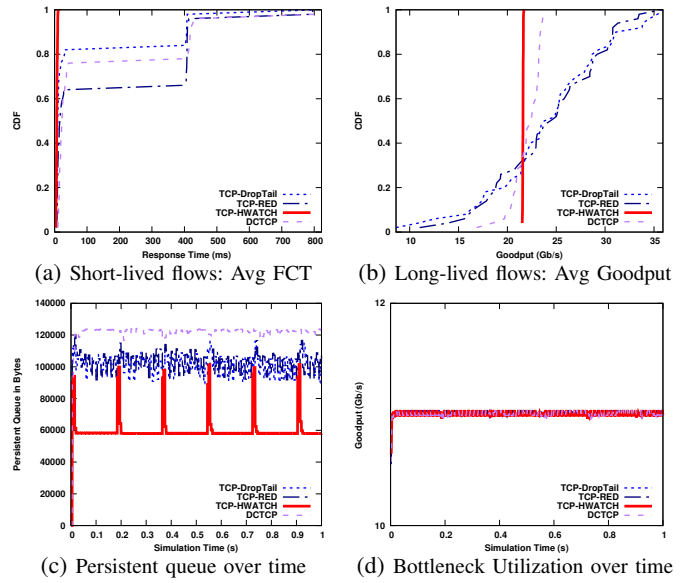 1
0.8
0.6
0.4
0.2
0
CDF
0 100 200 300 400 500 600 700 800
Response Time (ms)
TCP-DropTail
TCP-RED
TCP-HWATCH
DCTCP
(a) Short-lived flows: Avg FCT
1
0.8
0.6
0.4
0.2
0
CDF
10 15 20 25 30 35
Goodput (Gb/s)
TCP-DropTail
TCP-RED
TCP-HWATCH
DCTCP
(b) Long-lived flows: Avg Goodput
140000
120000
100000
80000
60000
40000
20000
0
Persistent Queue in Bytes
0 0.1 0.2 0.3 0.4 0.5 0.6 0.7 0.8 0.9 1
Simulation Time (s)
TCP-DropTail
TCP-RED
TCP-HWATCH
DCTCP
(c) Persistent queue over time
12
10
Goodput (Gb/s)
0 0.2 0.4 0.6 0.8 1
Simulation Time (s)
TCP-DropTail
TCP-RED
TCP-HWATCH
DCTCP
(d) Bottleneck Utilization over time